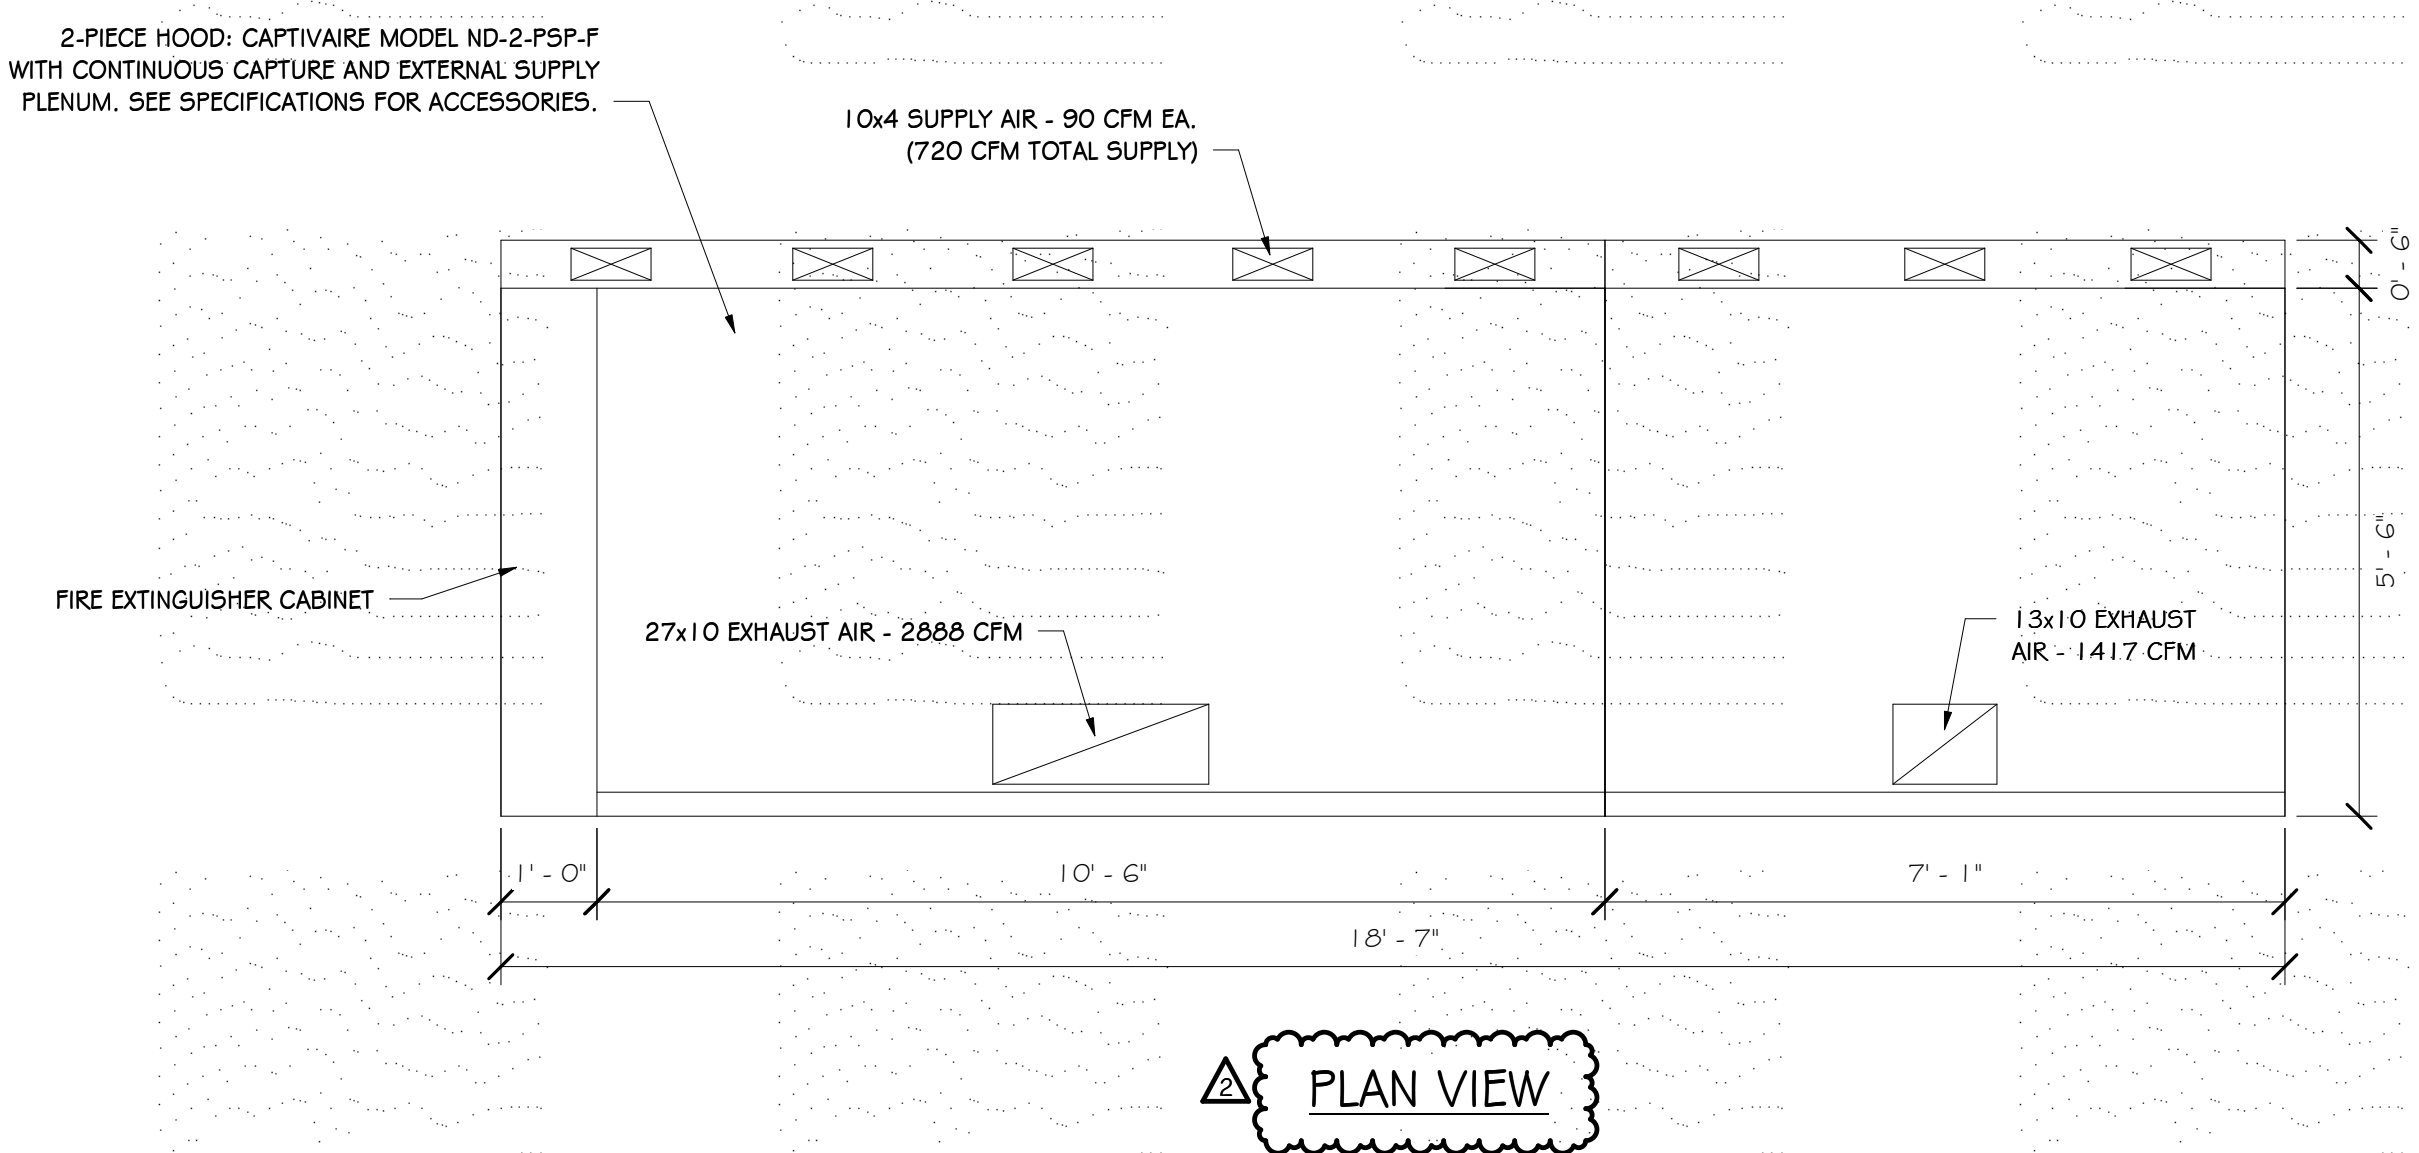 2-PIECE HOOD: CAPTIVAIRE MODEL ND-2-PSP-F
WITH CONTINUOUS CAPTURE AND EXTERNAL SUPPLY
PLENUM. SEE SPECIFICATIONS FOR ACCESSORIES.
10x4 SUPPLY AIR - 90 CFM EA.
(720 CFM TOTAL SUPPLY)
0' - 6"
5' - 6"
FIRE EXTINGUISHER CABINET
27x10 EXHAUST AIR - 2888 CFM
13x10 EXHAUST
AIR - 1417 CFM
1' - 0"
10' - 6"
7' - 1"
18' - 7"
2
PLAN VIEW